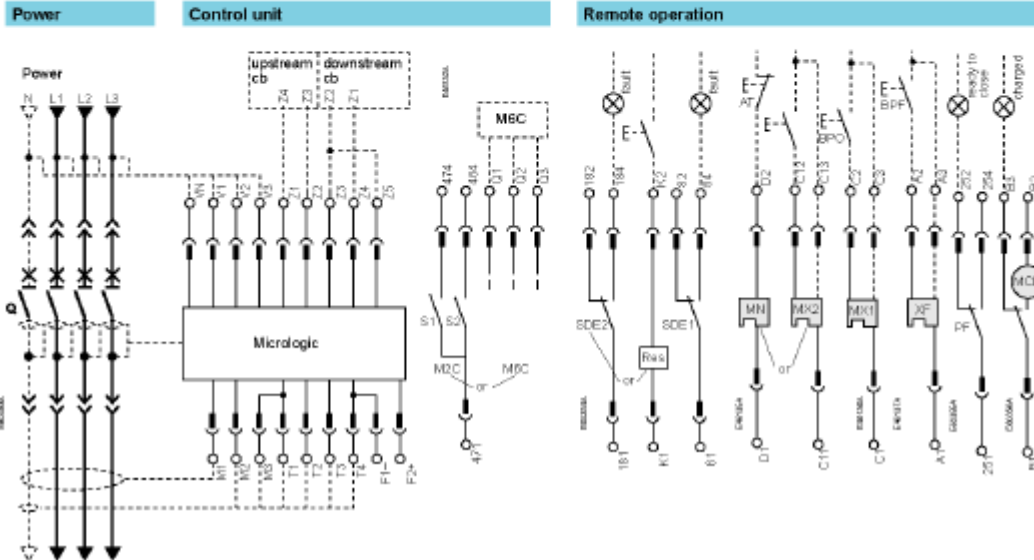 Power
Control unit
Remote operation
Power
N L1 L2 L3
upstream downstream
cb cb
Z4 Z3 Z2 Z1
M6C
474 484 Q1 Q2 Q3
VN V1 V2 V3 Z1 Z2 Z3 Z4 Z5
Q
Micrologic
M1 M2 M3 T1 T2 T3 T4 F1– F2+
S1 S2
M2C or M6C
471
fault
fault
E
182 184 K2 82 84
SDE2 SDE1
Res
or
181 K1 81
E
AT
E
E
BPO
E
BPF
ready to
close
charged
D2 C12 C13 C2 C3 A2 A3 252 254 B3
MN MX2 MX1 XF
PF
MCH
or
D1 C11 C1 A1 251